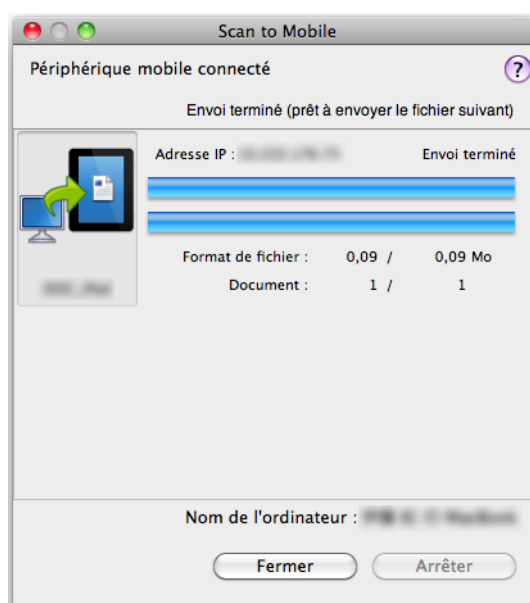 Scan to Mobile
Périphérique mobile connecté
?
Envoi terminé (prêt à envoyer le fichier suivant)
Adresse IP : Envoi terminé
Format de fichier : 0,09 / 0,09 Mo
Document : 1 / 1
Nom de l'ordinateur :
Fermer Arrêter